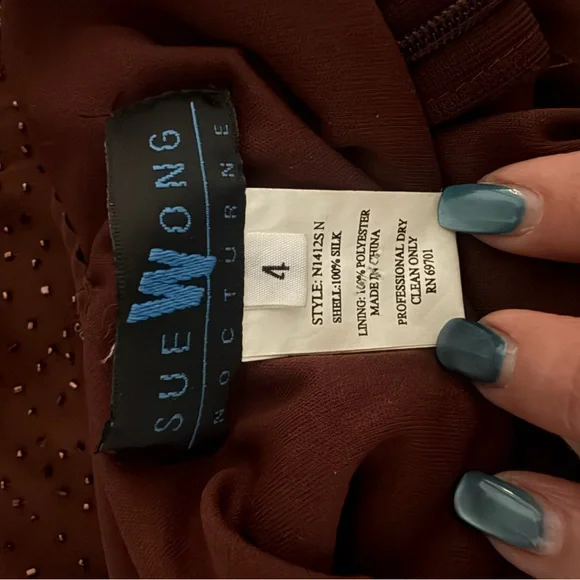 SUE WONG
NOCTURNE
4
STYLE: N1412S N
SHELL:100% SILK
LINING: 100% POLYESTER
MADE IN CHINA
PROFESSIONAL DRY
CLEAN ONLY
RN 69701